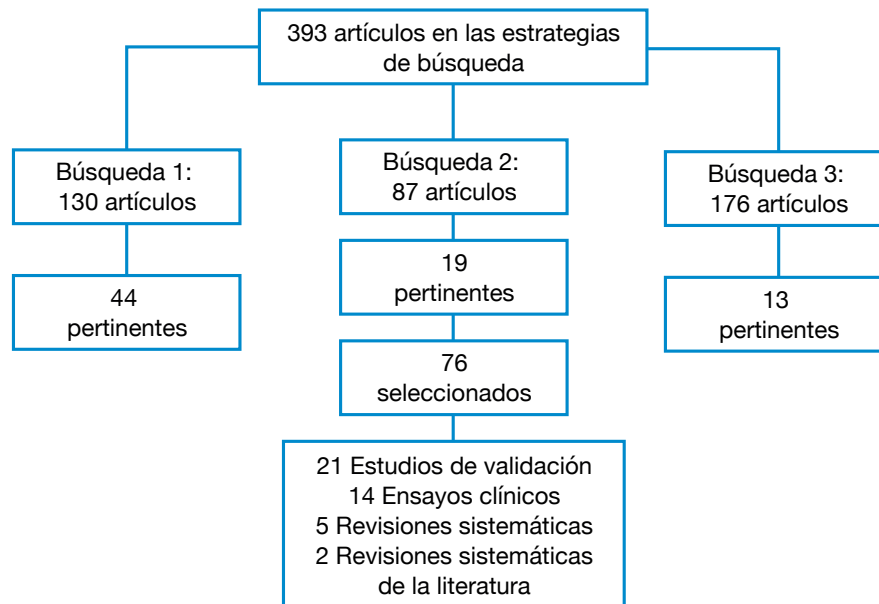 393 artículos en las estrategias
de búsqueda
Búsqueda 1:
130 artículos
Búsqueda 2:
87 artículos
Búsqueda 3:
176 artículos
44
pertinentes
19
pertinentes
13
pertinentes
76
seleccionados
21 Estudios de validación
14 Ensayos clínicos
5 Revisiones sistemáticas
2 Revisiones sistemáticas
de la literatura